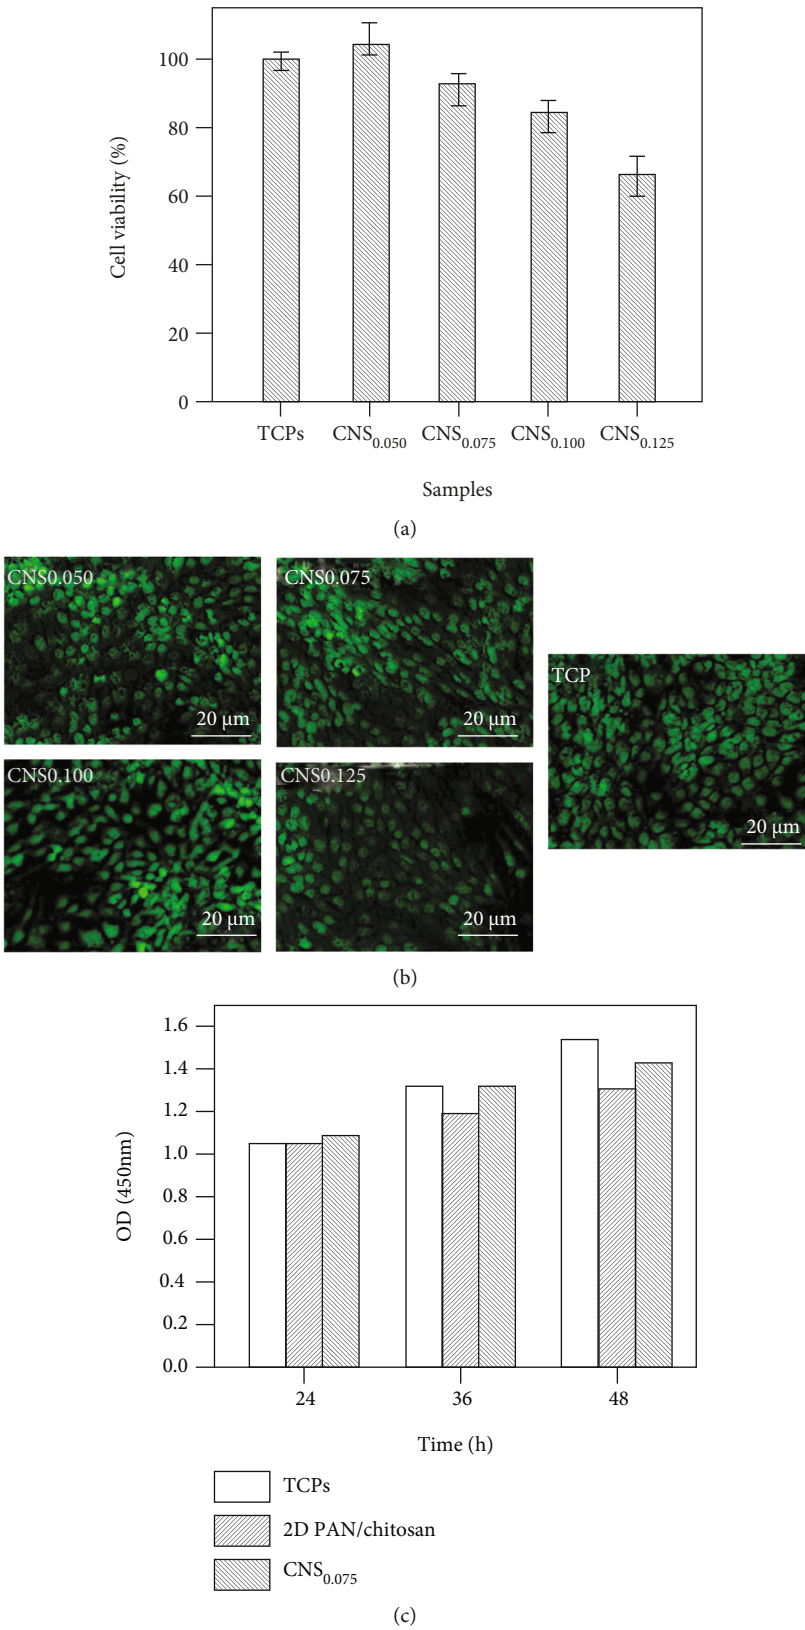 100
80
60
40
20
0
Cell viability (%)
TCPs CNS0.050 CNS0.075 CNS0.100 CNS0.125
Samples
(a)
CNS0.050
20 μm
CNS0.075
20 μm
TCP
20 μm
CNS0.100
20 μm
CNS0.125
20 μm
(b)
1.6
1.4
1.2
1.0
0.8
0.6
0.4
0.2
0.0
OD (450nm)
24 36 48
Time (h)
TCPs
2D PAN/chitosan
CNS0.075
(c)